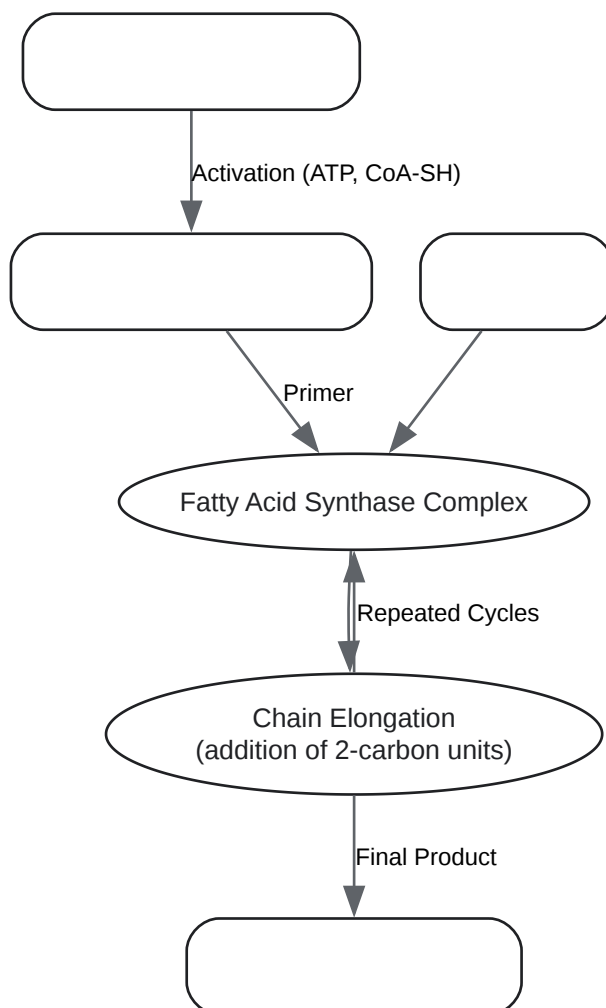 Activation (ATP, CoA-SH)
Primer
Fatty Acid Synthase Complex
Repeated Cycles
Chain Elongation
(addition of 2-carbon units)
Final Product